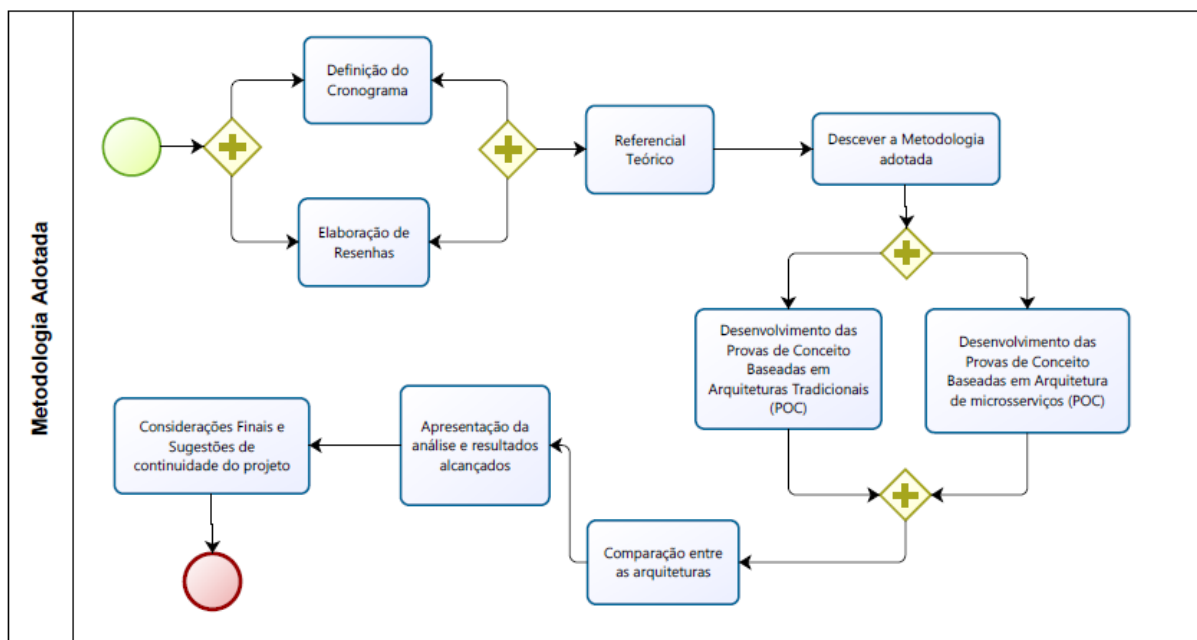 Metodologia Adotada
Definição do
Cronograma
Elaboração de
Resenhas
Referencial
Teórico
Descever a Metodologia
adotada
Desenvolvimento das
Provas de Conceito
Baseadas em
Arquiteturas Tradicionais
(POC)
Desenvolvimento das
Provas de Conceito
Baseadas em Arquitetura
de microsserviços (POC)
Comparação entre
as arquiteturas
Apresentação da
análise e resultados
alcançados
Considerações Finais e
Sugestões de
continuidade do projeto